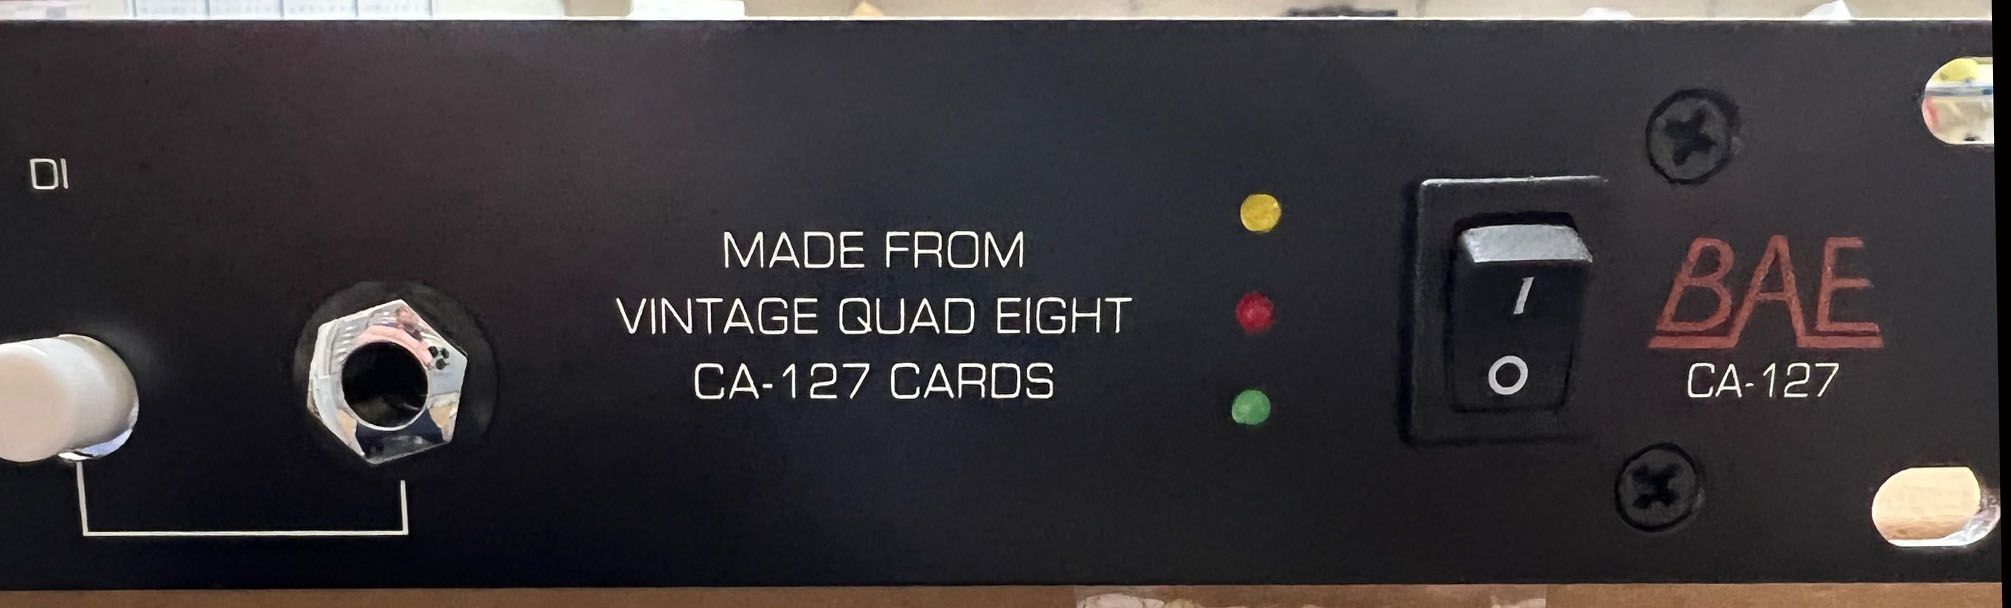 DI
MADE FROM
VINTAGE QUAD EIGHT
CA-127 CARDS
I
O
BAE
CA-127